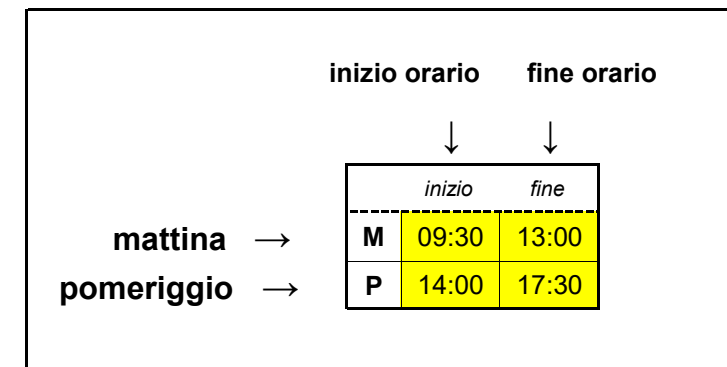 inizio orario fine orario
↓ ↓
inizio fine
mattina → M 09:30 13:00
pomeriggio → P 14:00 17:30